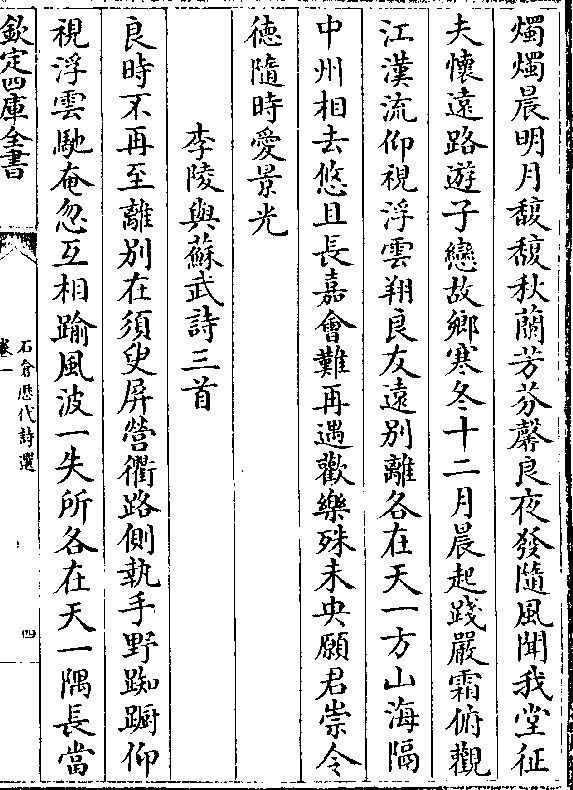 燭燭晨明月馥馥秋蘭芳芬馨良夜發隨風聞我堂征
夫懷遠路遊子戀故鄉寒冬十二月晨起踐嚴霜俯觀
江漢流仰視浮雲翔良友遠别離各在天一方山海隔
中州相去悠且長嘉會難再遇歡樂殊未央願君崇令
德隨時愛景光
李陵與蘇武詩三首
良時不再至離别在須臾屏營衢路側執手野踟蹰仰
視浮雲馳奄忽互相踰風波一失所各在天一隅長當
欽定四庫全書
石倉歴代詩選
卷一
四